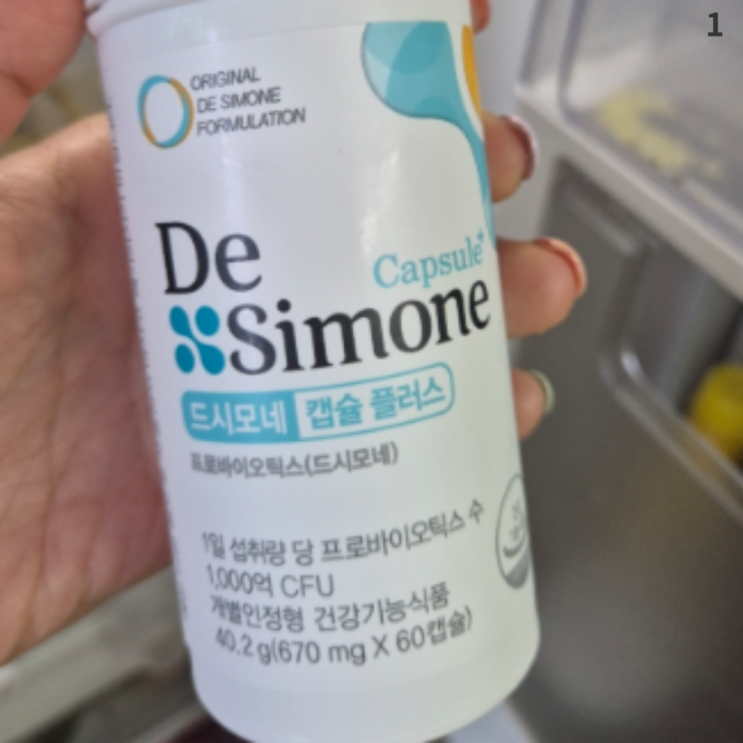 1
ORIGINAL
DE SIMONE
FORMULATION
De
Capsule+
Simone
드시모네 캡슐 플러스
프로바이오틱스(드시모네)
1일 섭취량 당 프로바이오틱스 수
1,000억 CFU
개별인정형 건강기능식품
40.2 g(670 mg X 60캡슐)